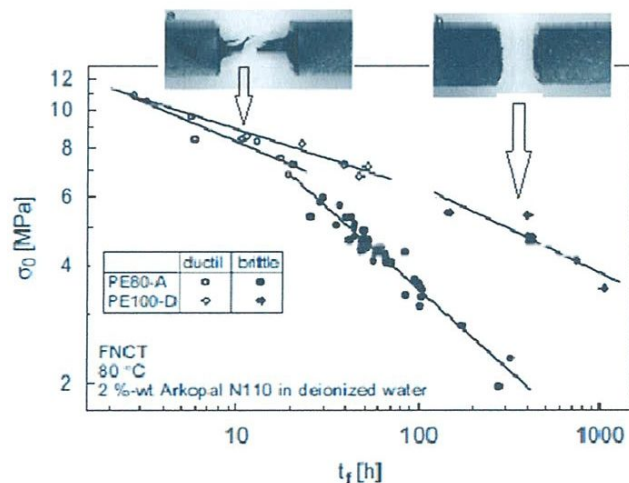 12
10
8
6
4
2
σ₀ [MPa]
ductil brittle
PE80-A
PE100-D
FNCT
80 °C
2 %-wt Arkopal N110 in deionized water
10 100 1000
t_f [h]